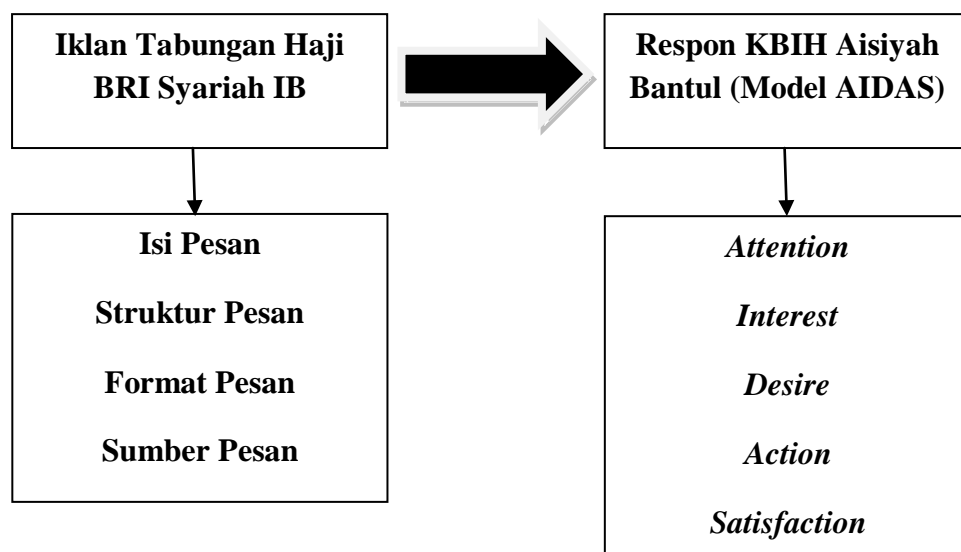 Iklan Tabungan Haji
BRI Syariah IB
Respon KBIH Aisiyah
Bantul (Model AIDAS)
Isi Pesan
Struktur Pesan
Format Pesan
Sumber Pesan
Attention
Interest
Desire
Action
Satisfaction